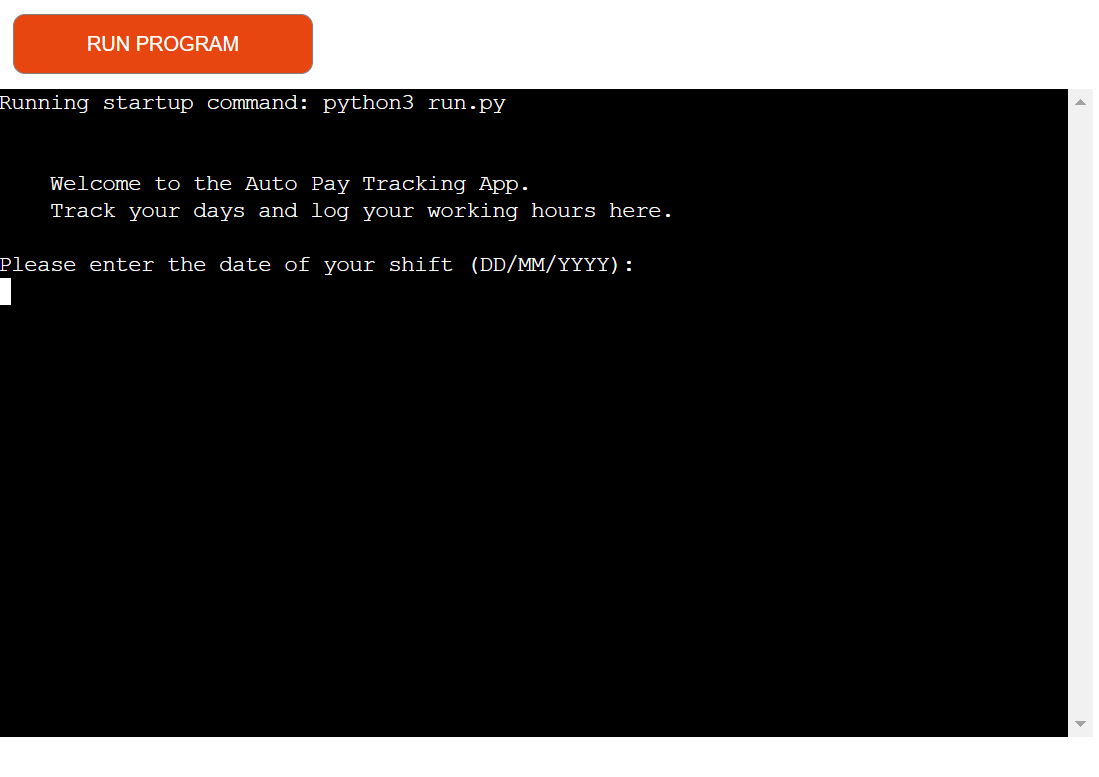 RUN PROGRAM
Running startup command: python3 run.py
Welcome to the Auto Pay Tracking App.
Track your days and log your working hours here.
Please enter the date of your shift (DD/MM/YYYY):